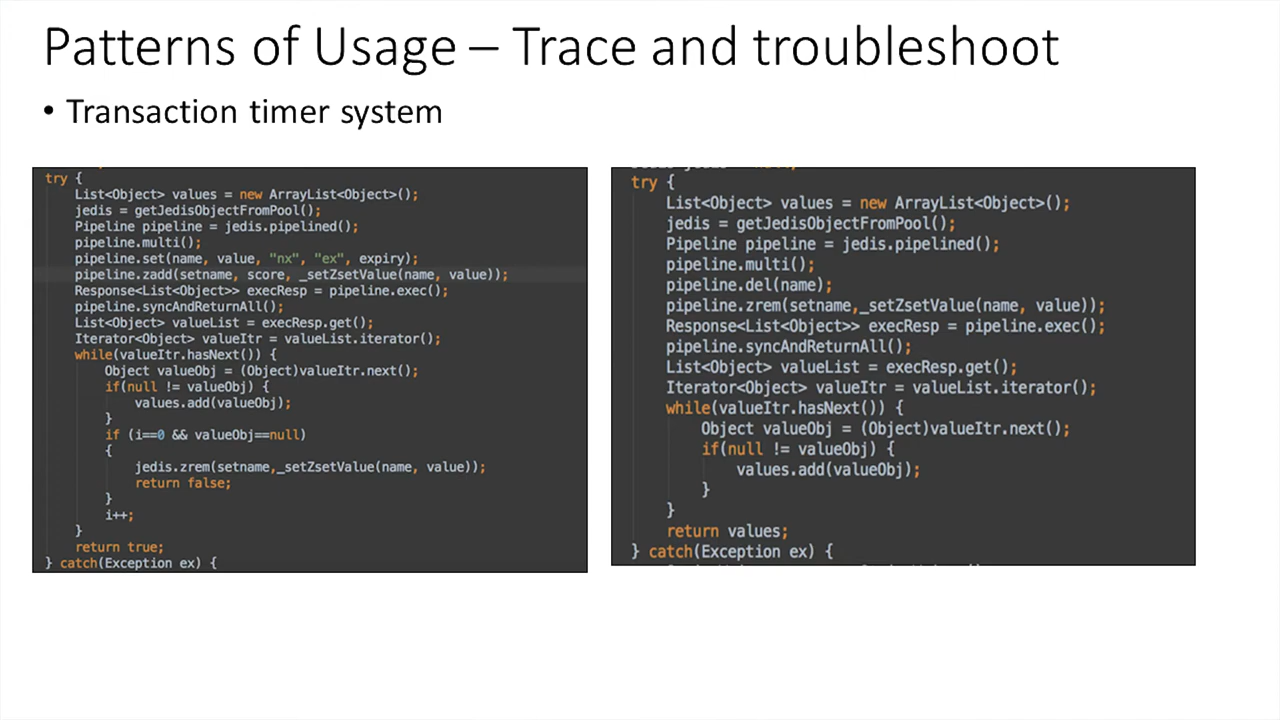 Patterns of Usage – Trace and troubleshoot
• Transaction timer system
try {
List<Object> values = new ArrayList<Object>();
jedis = getJedisObjectFromPool();
Pipeline pipeline = jedis.pipelined();
pipeline.multi();
pipeline.set(name, value, "nx", "ex", expiry);
pipeline.zadd(setname, score, _setZsetValue(name, value));
Response<List<Object>> execResp = pipeline.exec();
pipeline.syncAndReturnAll();
List<Object> valueList = execResp.get();
Iterator<Object> valueItr = valueList.iterator();
while(valueItr.hasNext()) {
Object valueObj = (Object)valueItr.next();
if(null != valueObj) {
values.add(valueObj);
}
if (i==0 && valueObj==null)
{
jedis.zrem(setname,_setZsetValue(name, value));
return false;
}
i++;
}
return true;
} catch(Exception ex) {
try {
List<Object> values = new ArrayList<Object>();
jedis = getJedisObjectFromPool();
Pipeline pipeline = jedis.pipelined();
pipeline.multi();
pipeline.del(name);
pipeline.zrem(setname,_setZsetValue(name, value));
Response<List<Object>> execResp = pipeline.exec();
pipeline.syncAndReturnAll();
List<Object> valueList = execResp.get();
Iterator<Object> valueItr = valueList.iterator();
while(valueItr.hasNext()) {
Object valueObj = (Object)valueItr.next();
if(null != valueObj) {
values.add(valueObj);
}
}
return values;
} catch(Exception ex) {